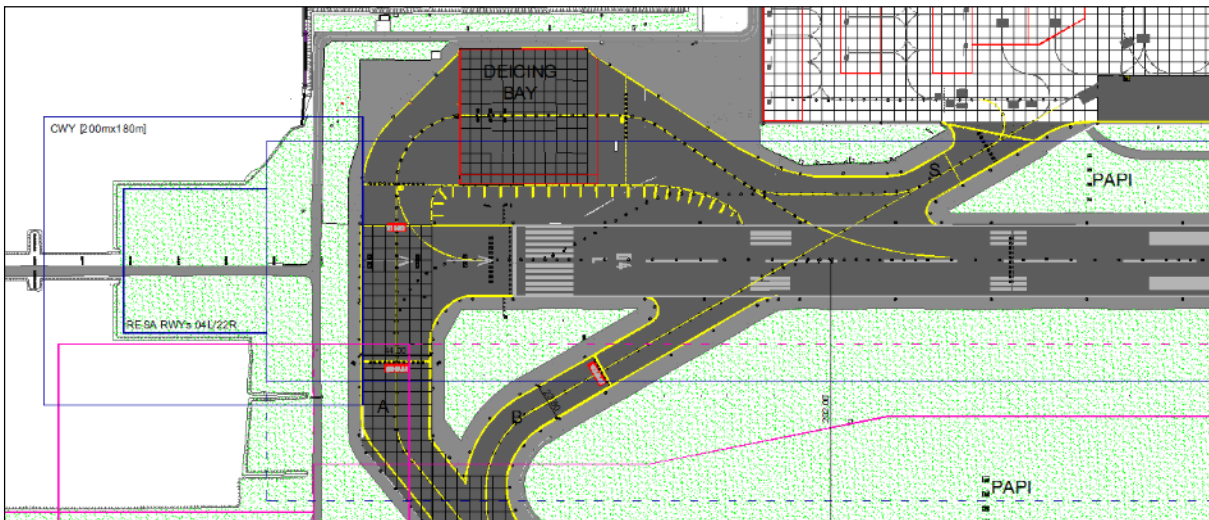 DEICING
BAY
CWY [200mx180m]
S
PAPI
RESA RWYs 04L/22R
A
B
PAPI